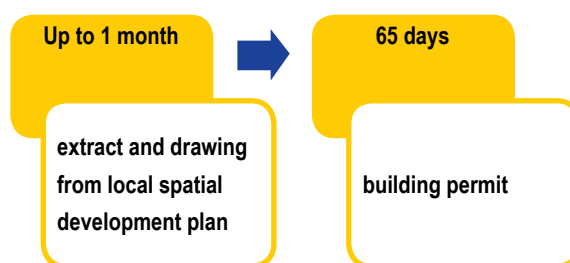 Up to 1 month
65 days
extract and drawing
from local spatial
development plan
building permit